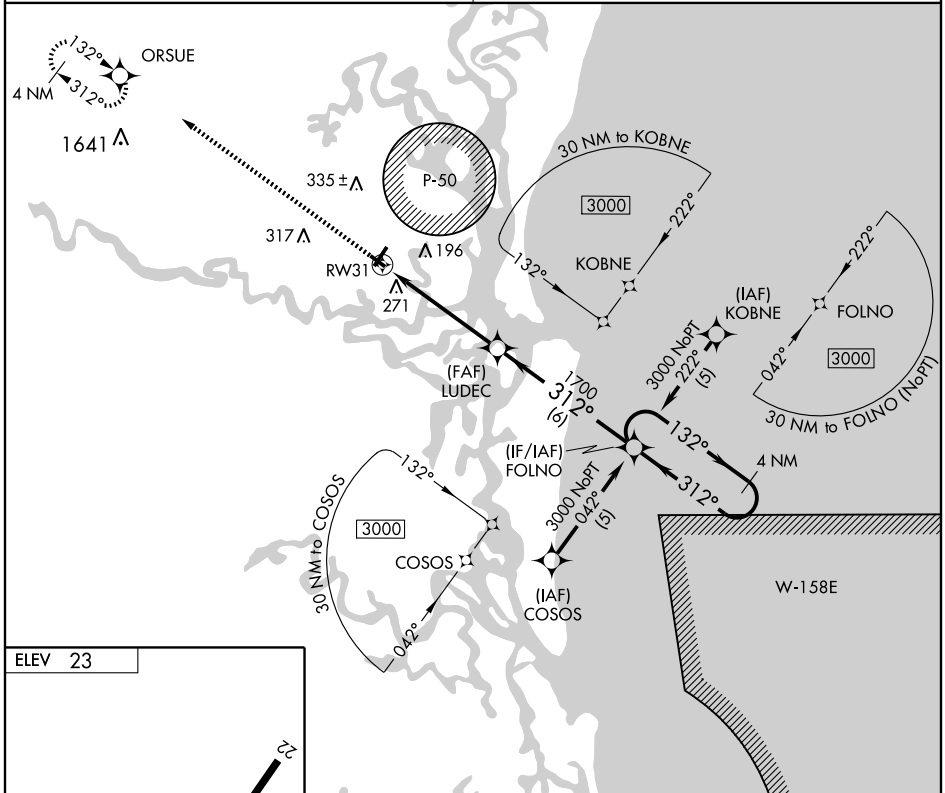 132°
ORSUE
4 NM
312°
1641
30 NM to KOBNE
335 ±
P-50
3000
222°
222°
317
196
132°
KOBNE
RW31
271
(IAF)
KOBNE
FOLNO
042°
3000
30 NM to FOLNO (NoPT)
3000 NoPT
222°
(5)
(FAF)
LUDEC
1700
312°
(6)
(IF/IAF)
FOLNO
132°
4 NM
312°
132°
3000 NoPT
042°
(5)
30 NM to COSOS
3000
COSOS
042°
(IAF)
COSOS
W-158E
ELEV 23
22